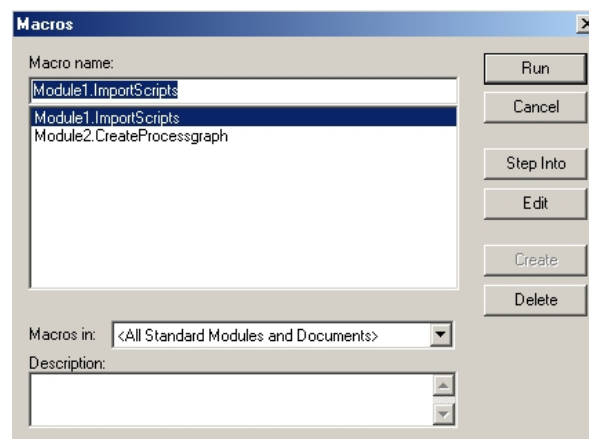 Macros
Macro name:
Module1.ImportScripts
Module1.ImportScripts
Module2.CreateProcessgraph
Run
Cancel
Step Into
Edit
Create
Delete
Macros in: <All Standard Modules and Documents>
Description: